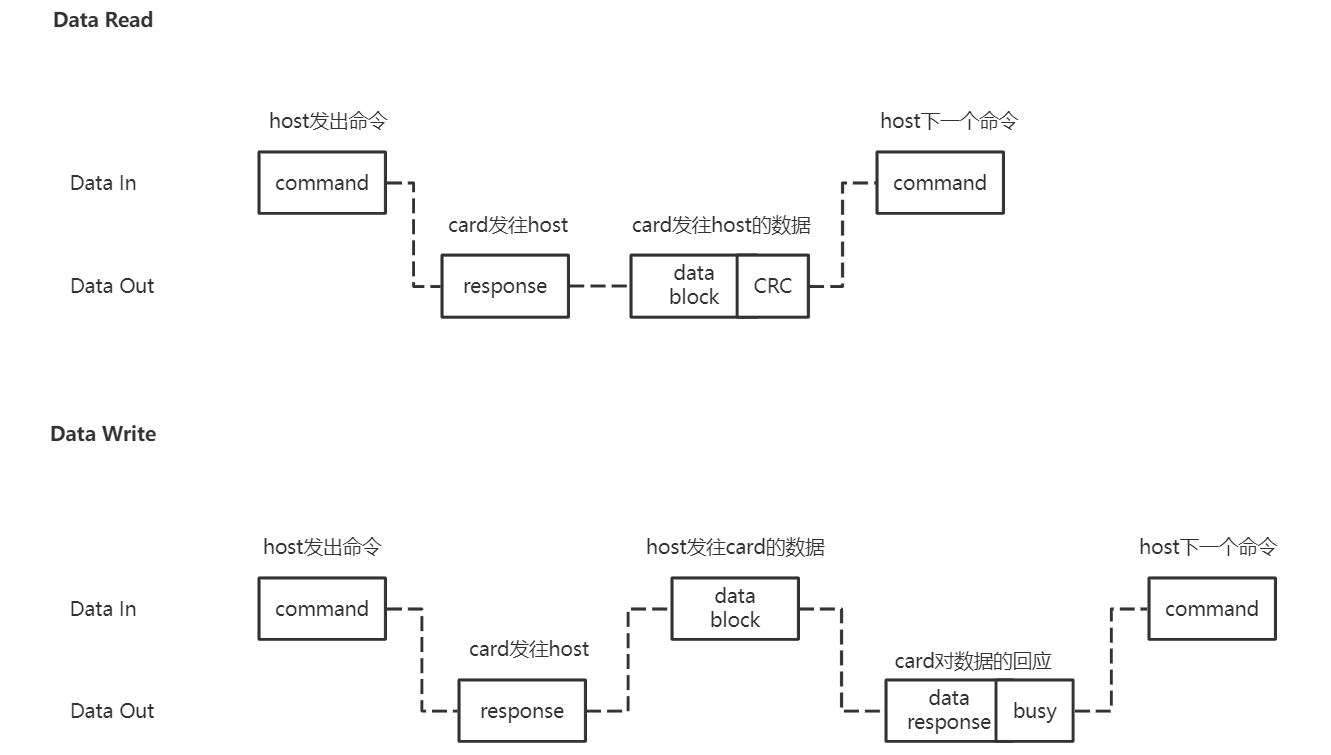 Data Read
host发出命令
host下一个命令
Data In
command
command
card发往host
card发往host的数据
Data Out
response
data
block
CRC
Data Write
host发出命令
host发往card的数据
host下一个命令
Data In
command
data
block
command
card发往host
card对数据的回应
Data Out
response
data
response
busy